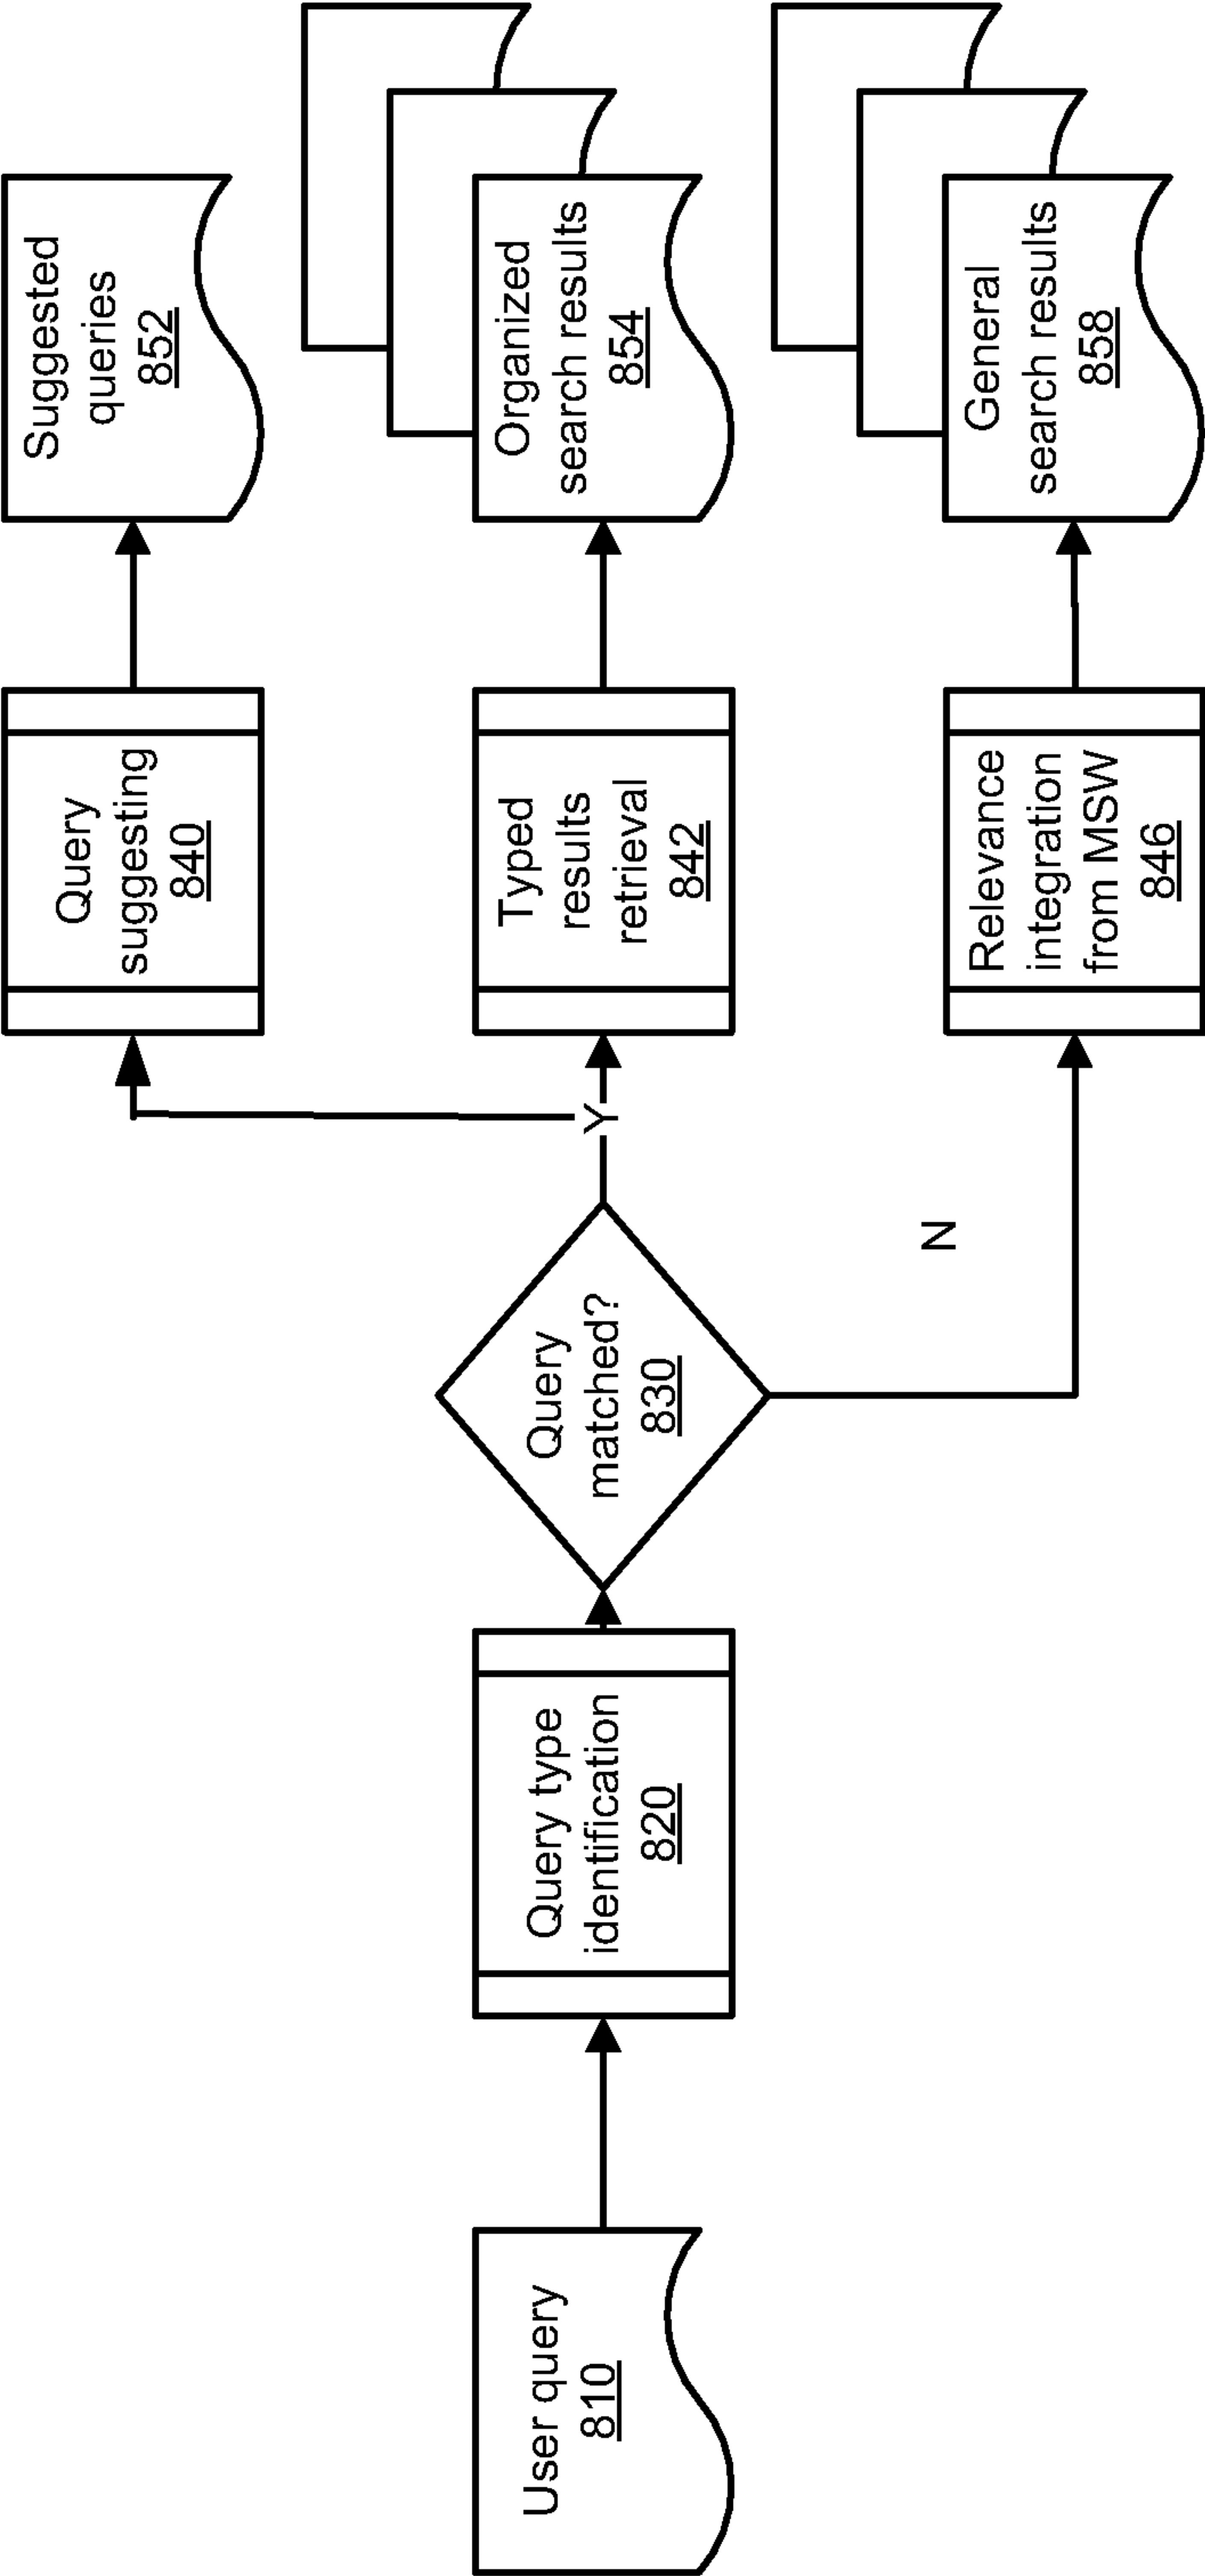 User query
810
Query type
identification
820
Query
matched?
830
Y
N
Query
suggesting
840
Suggested
queries
852
Typed
results
retrieval
842
Organized
search results
854
Relevance
integration
from MSW
846
General
search results
858